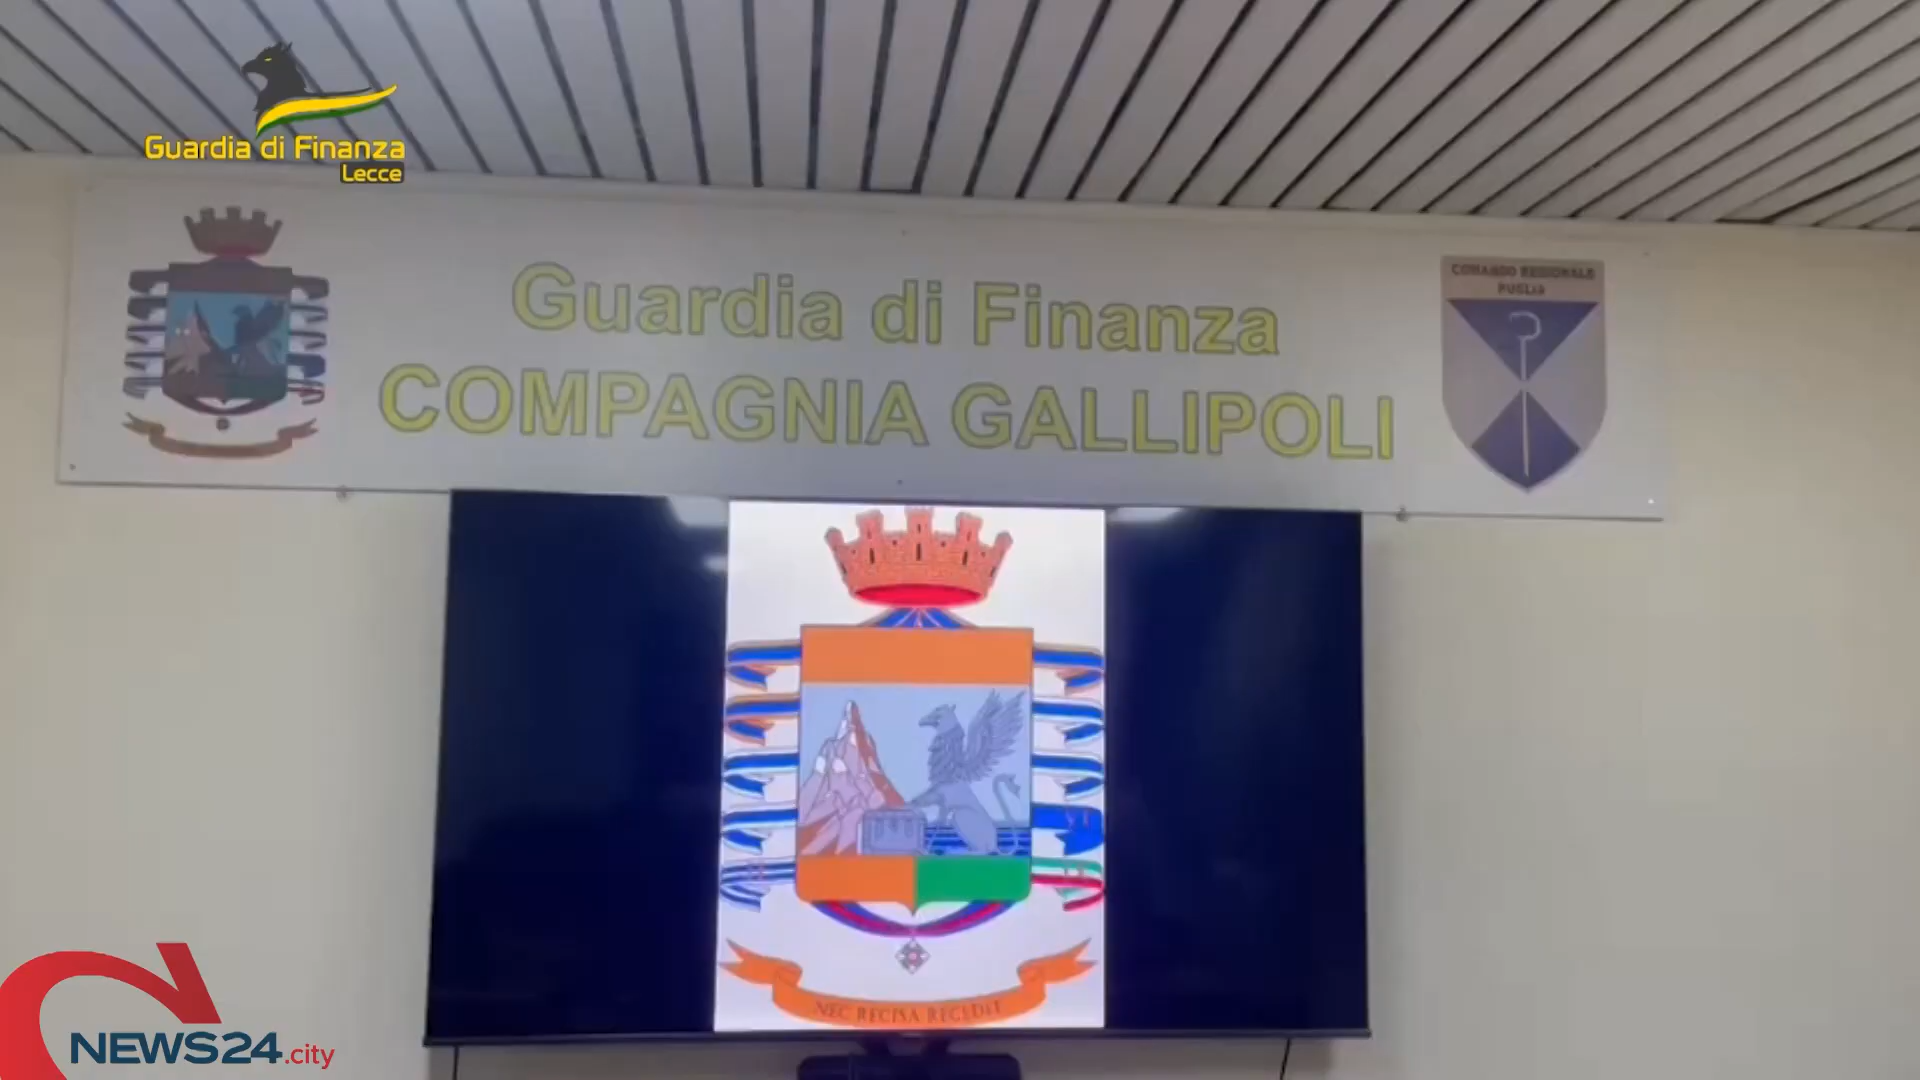 Guardia di Finanza
Lecce
Guardia di Finanza
COMPAGNIA GALLIPOLI
COMANDO REGIONALE
PUGLIA
NEC RECISA RECEDIT
NEWS24.city